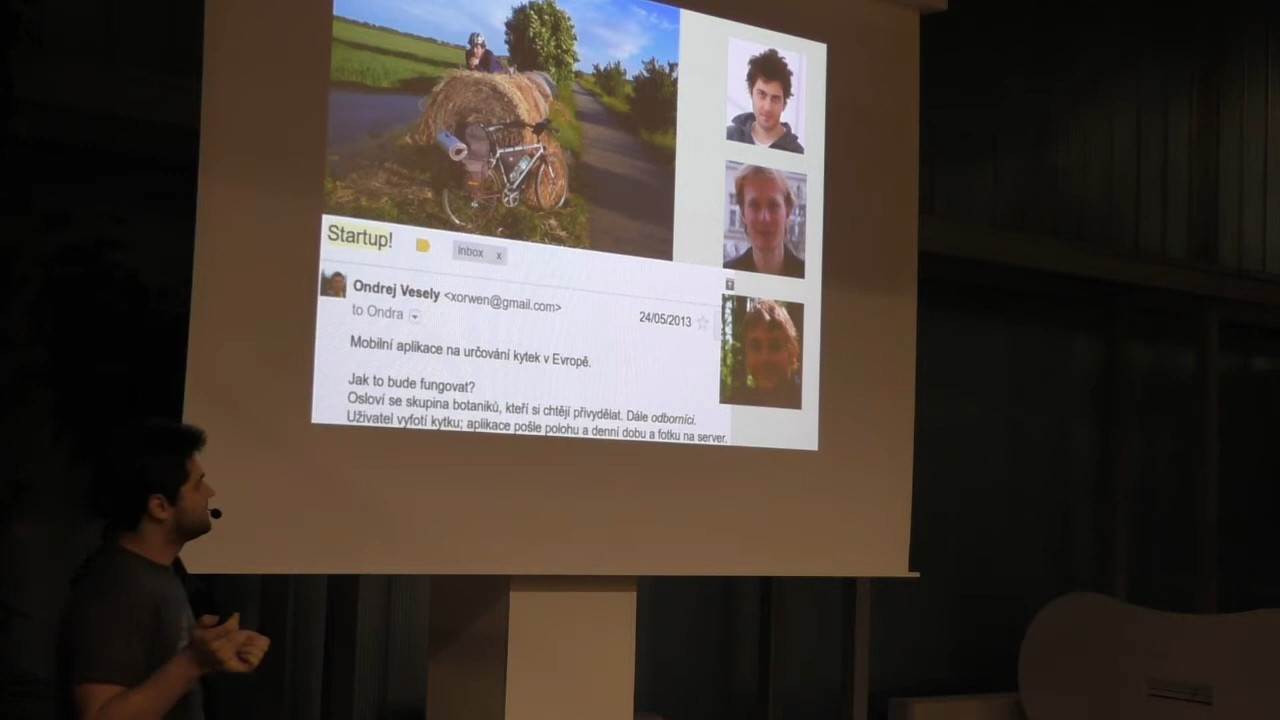 Startup!
Inbox x
Ondrej Vesely <xorwen@gmail.com>
24/05/2013
to Ondra
Mobilní aplikace na určování kytek v Evropě.
Jak to bude fungovat?
Osloví se skupina botaniků, kteří si chtějí přivydělat. Dále odborníci.
Uživatel vyfotí kytku; aplikace pošle polohu a denní dobu a fotku na server.